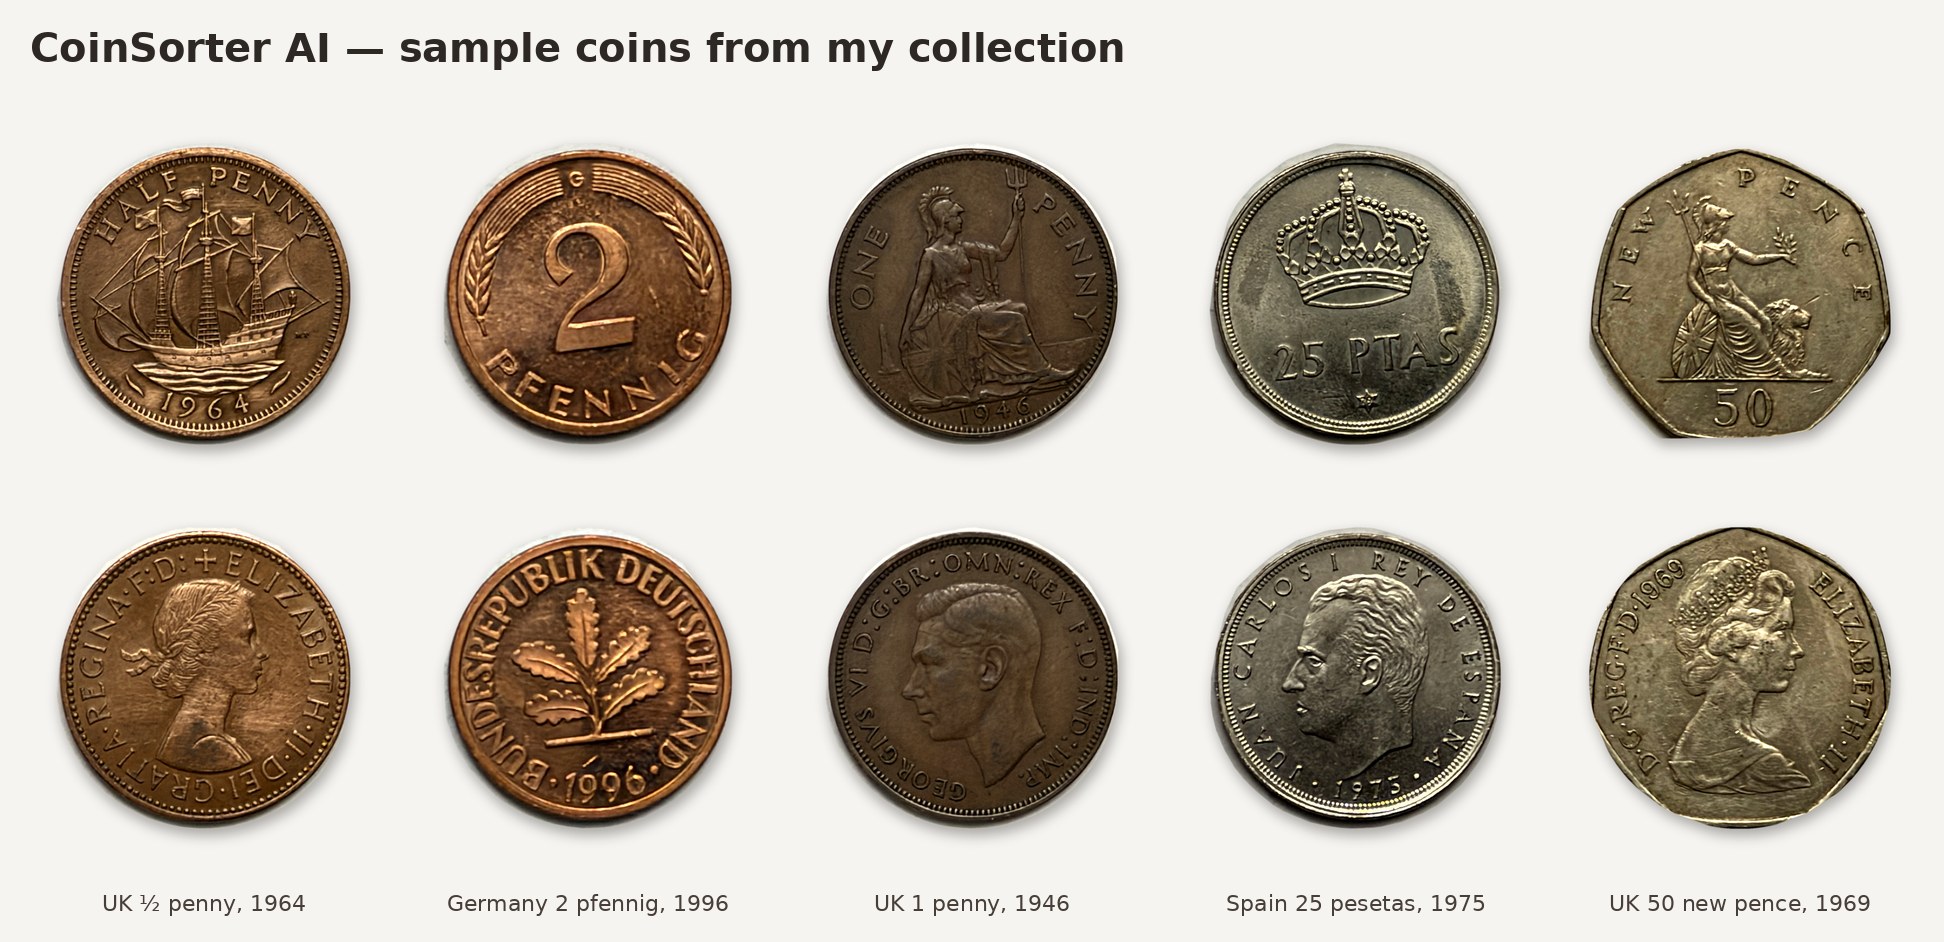 CoinSorter AI — sample coins from my collection
HALF PENNY
1964
G
2
PFENNIG
ONE PENNY
1946
25 PTAS
NEW PENCE
50
ELIZABETH·II·DEI·GRATIA·REGINA·F:D:+
BUNDESREPUBLIK DEUTSCHLAND
·1996·
GEORGIVS VI D:G:BR:OMN:REX F:D:IND:IMP.
JUAN CARLOS I REY DE ESPAÑA
·1975·
D·G·REG·F·D·1969 ELIZABETH·II
UK ½ penny, 1964
Germany 2 pfennig, 1996
UK 1 penny, 1946
Spain 25 pesetas, 1975
UK 50 new pence, 1969